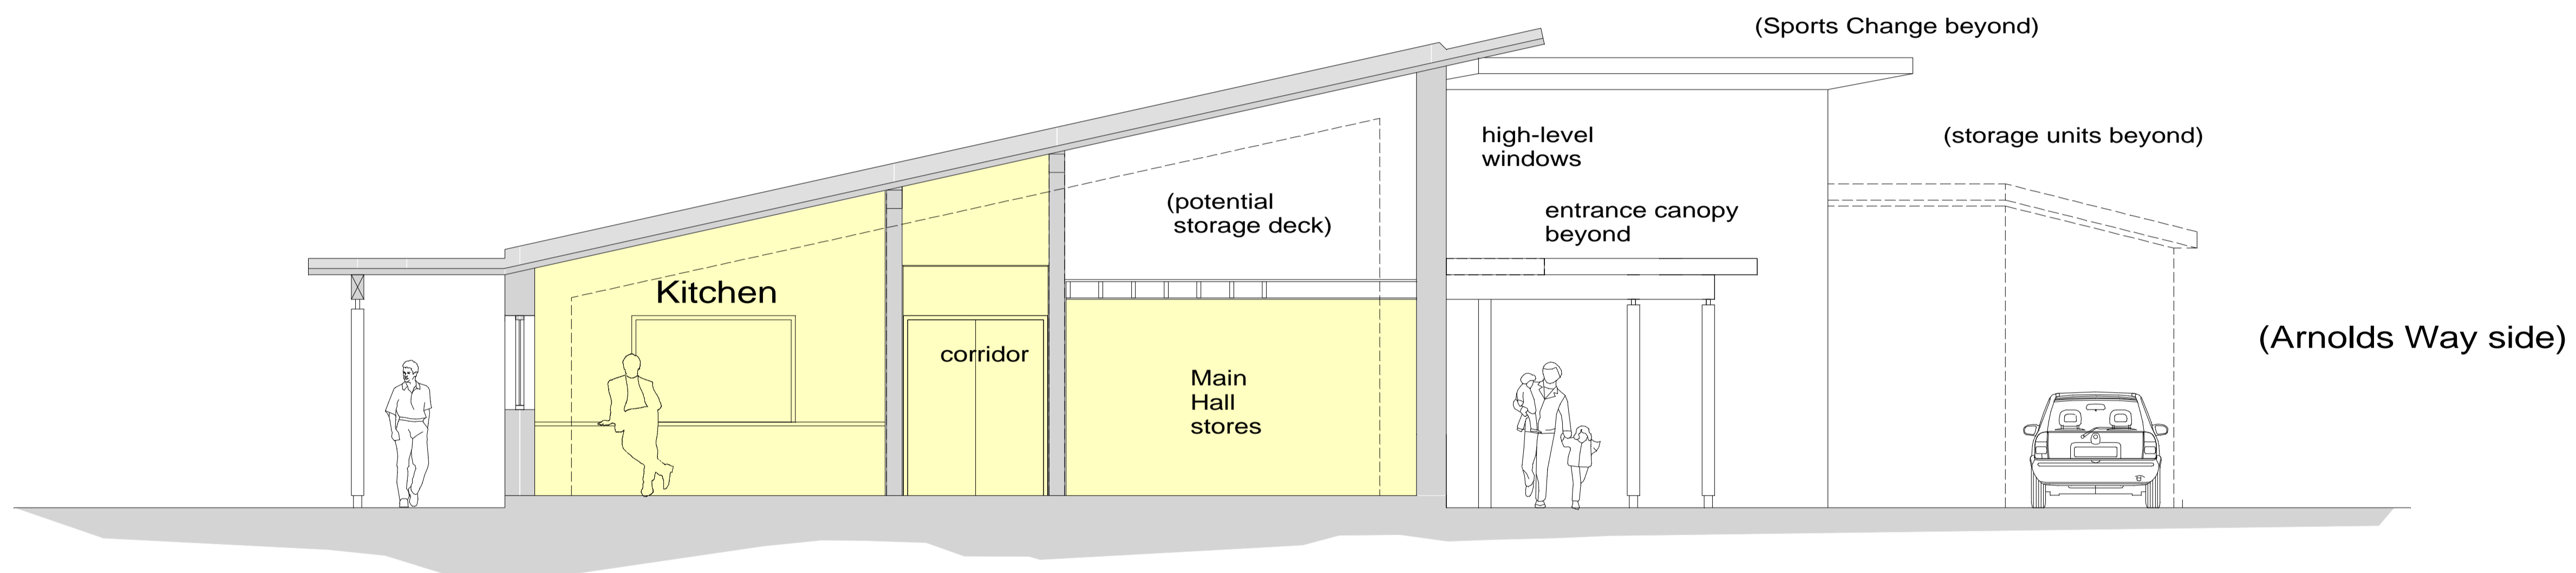 (Sports Change beyond)
high-level
windows
(storage units beyond)
(potential
storage deck)
entrance canopy
beyond
Kitchen
corridor
(Arnolds Way side)
Main
Hall
stores